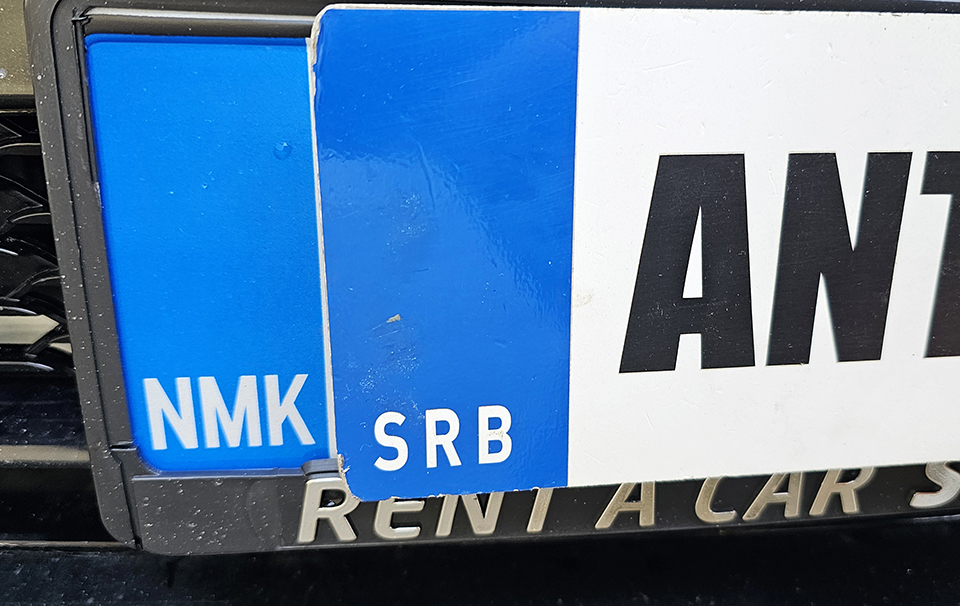 NMK
SRB
ANT
RENT A CAR S